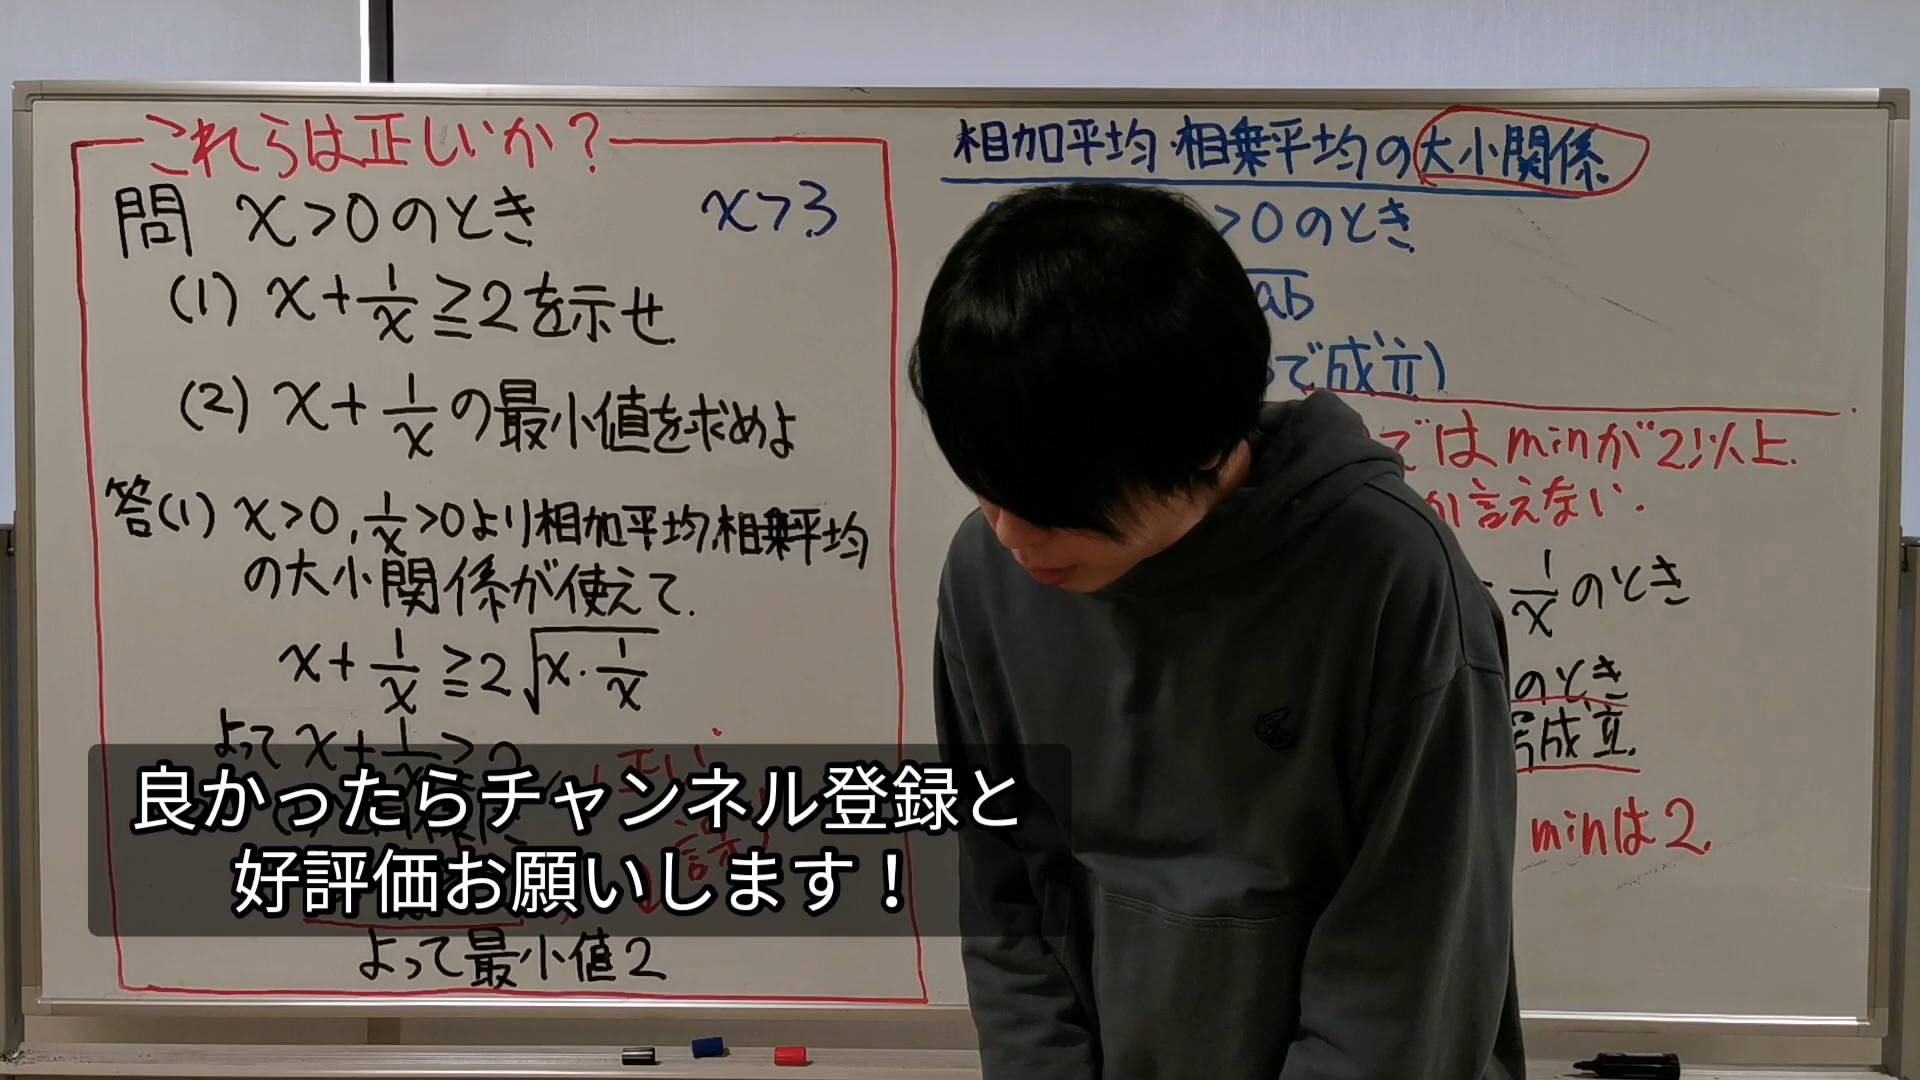 これらは正しいか?
問 x>0のとき x>3
(1) x+1/x≧2を示せ
(2) x+1/xの最小値を求めよ
答(1) x>0, 1/x>0より相加平均,相乗平均
の大小関係が使えて.
x+1/x≧2√x・1/x
よって x+1/x≧2
よって最小値2
相加平均・相乗平均の大小関係.
>0のとき
ab
で成立)
ではminが2以上.
言えない.
1/xのとき
のとき
成立.
minは2.
良かったらチャンネル登録と
好評価お願いします!